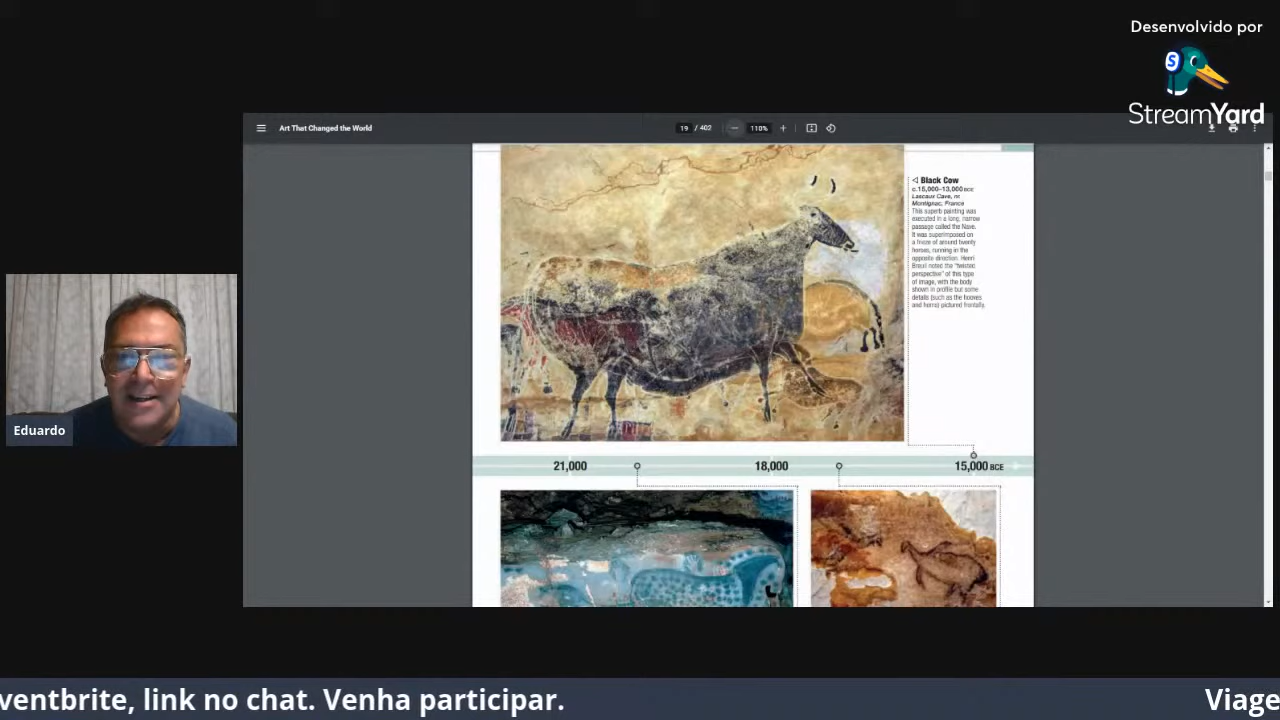 Desenvolvido por
S
StreamYard
Art That Changed the World
19 / 402
110%
◁ Black Cow
c.15,000–13,000 BCE
Lascaux Cave, nr.
Montignac, France
This superb painting was
executed in a long, narrow
passage called the Nave.
It was superimposed on
a frieze of around twenty
horses, running in the
opposite direction. Henri
Breuil noted the "twisted
perspective" of this type
of image, with the body
shown in profile but some
details (such as the hooves
and horns) pictured frontally.
21,000
18,000
15,000 BCE
Eduardo
ventbrite, link no chat. Venha participar.
Viage